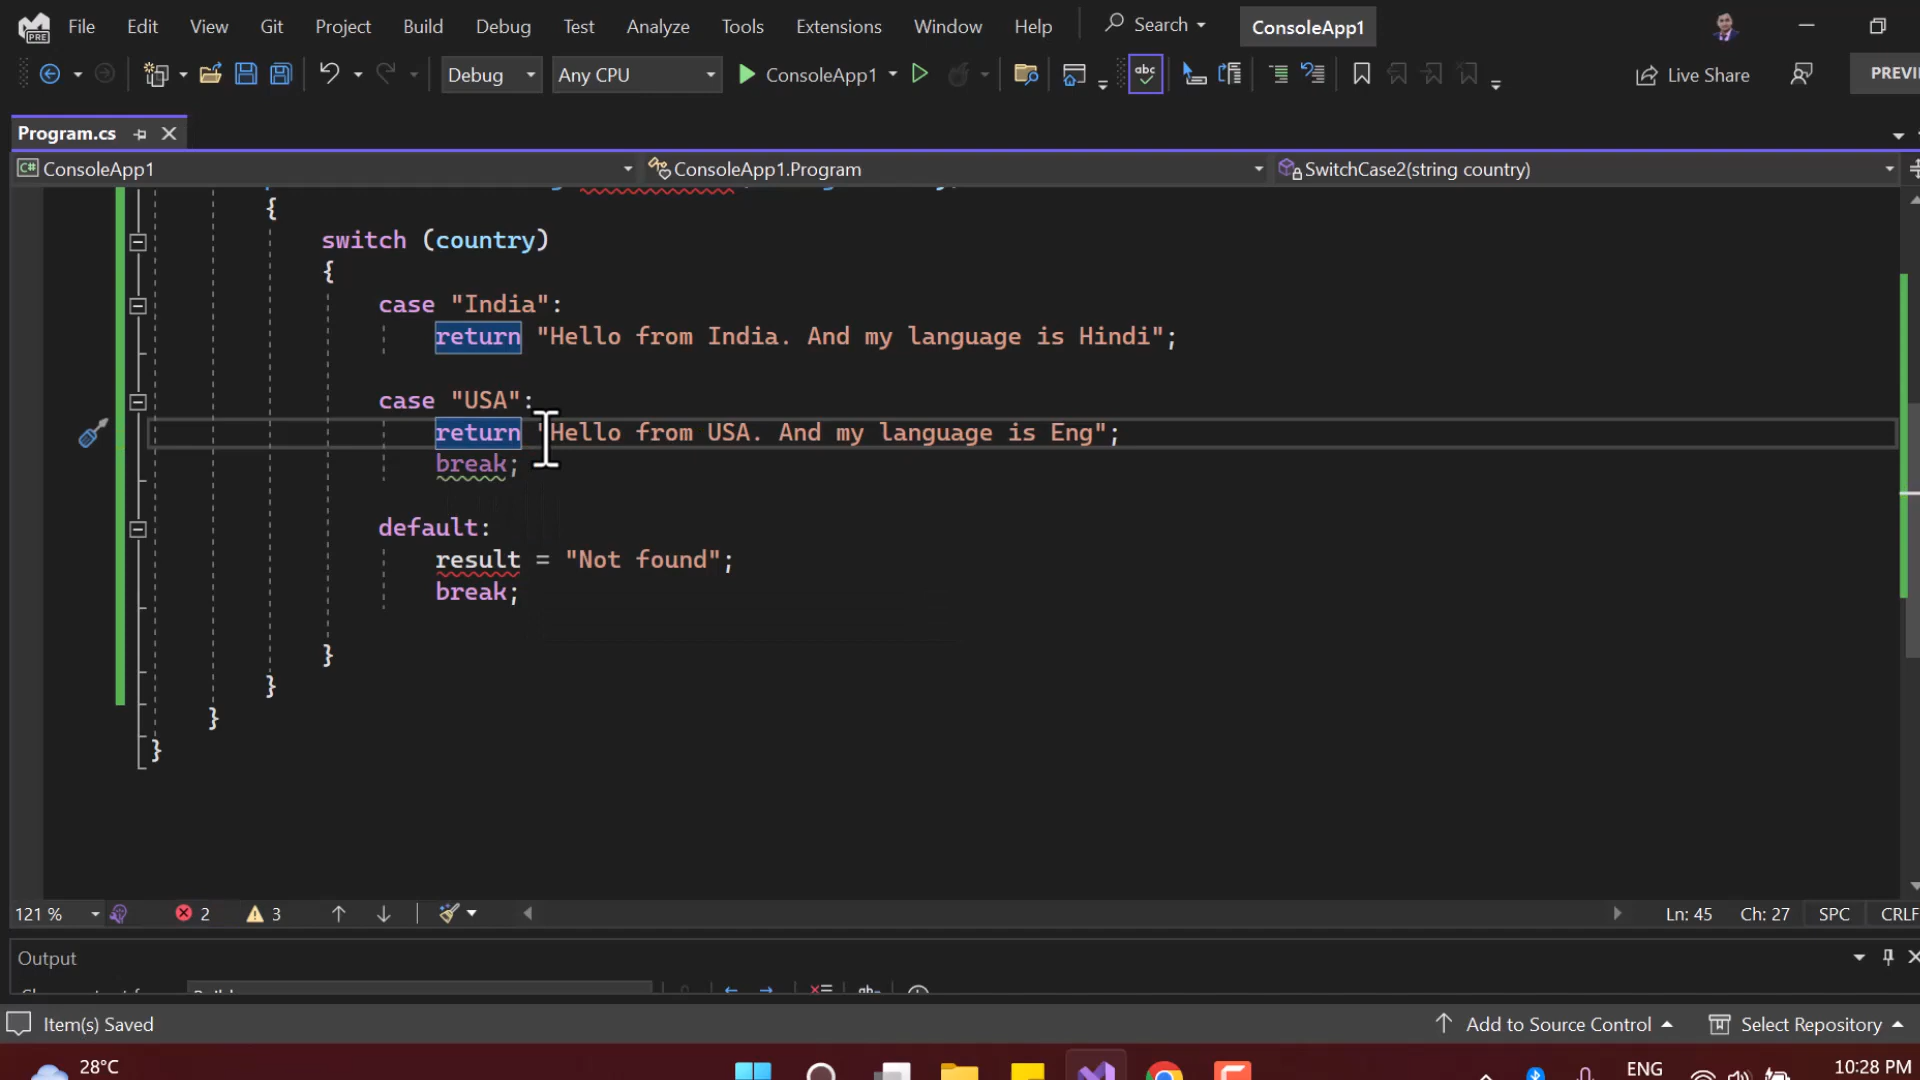 PRE File Edit View Git Project Build Debug Test Analyze Tools Extensions Window Help Search ConsoleApp1
Debug Any CPU ConsoleApp1 abc Live Share
Program.cs
C# ConsoleApp1 ConsoleApp1.Program SwitchCase2(string country)
{
switch (country)
{
case "India":
return "Hello from India. And my language is Hindi";
case "USA":
return "Hello from USA. And my language is Eng";
break;
default:
result = "Not found";
break;
}
}
}
}
121 % 2 3 Ln: 45 Ch: 27 SPC CRLF
Output
Item(s) Saved Add to Source Control Select Repository
28°C ENG 10:28 PM